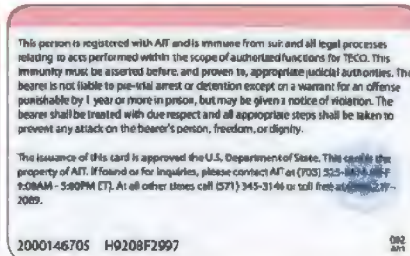 This person is registered with AIT and is immune from suit and all legal processes
relating to acts performed within the scope of authorized functions for TECO. This
immunity must be asserted before, and proven to, appropriate judicial authorities. The
bearer is not liable to pre-trial arrest or detention except on a warrant for an offense
punishable by 1 year or more in prison, but may be given a notice of violation. The
bearer shall be treated with due respect and all appropriate steps shall be taken to
prevent any attack on the bearer's person, freedom, or dignity.
The issuance of this card is approved the U.S. Department of State. This card is the
property of AIT. If found or for inquiries, please contact AIT at (703) 525-
9:08AM - 5:00PM ET). At all other times call (571) 345-3146 or toll free at
2089.
2000146705 H9208F2997